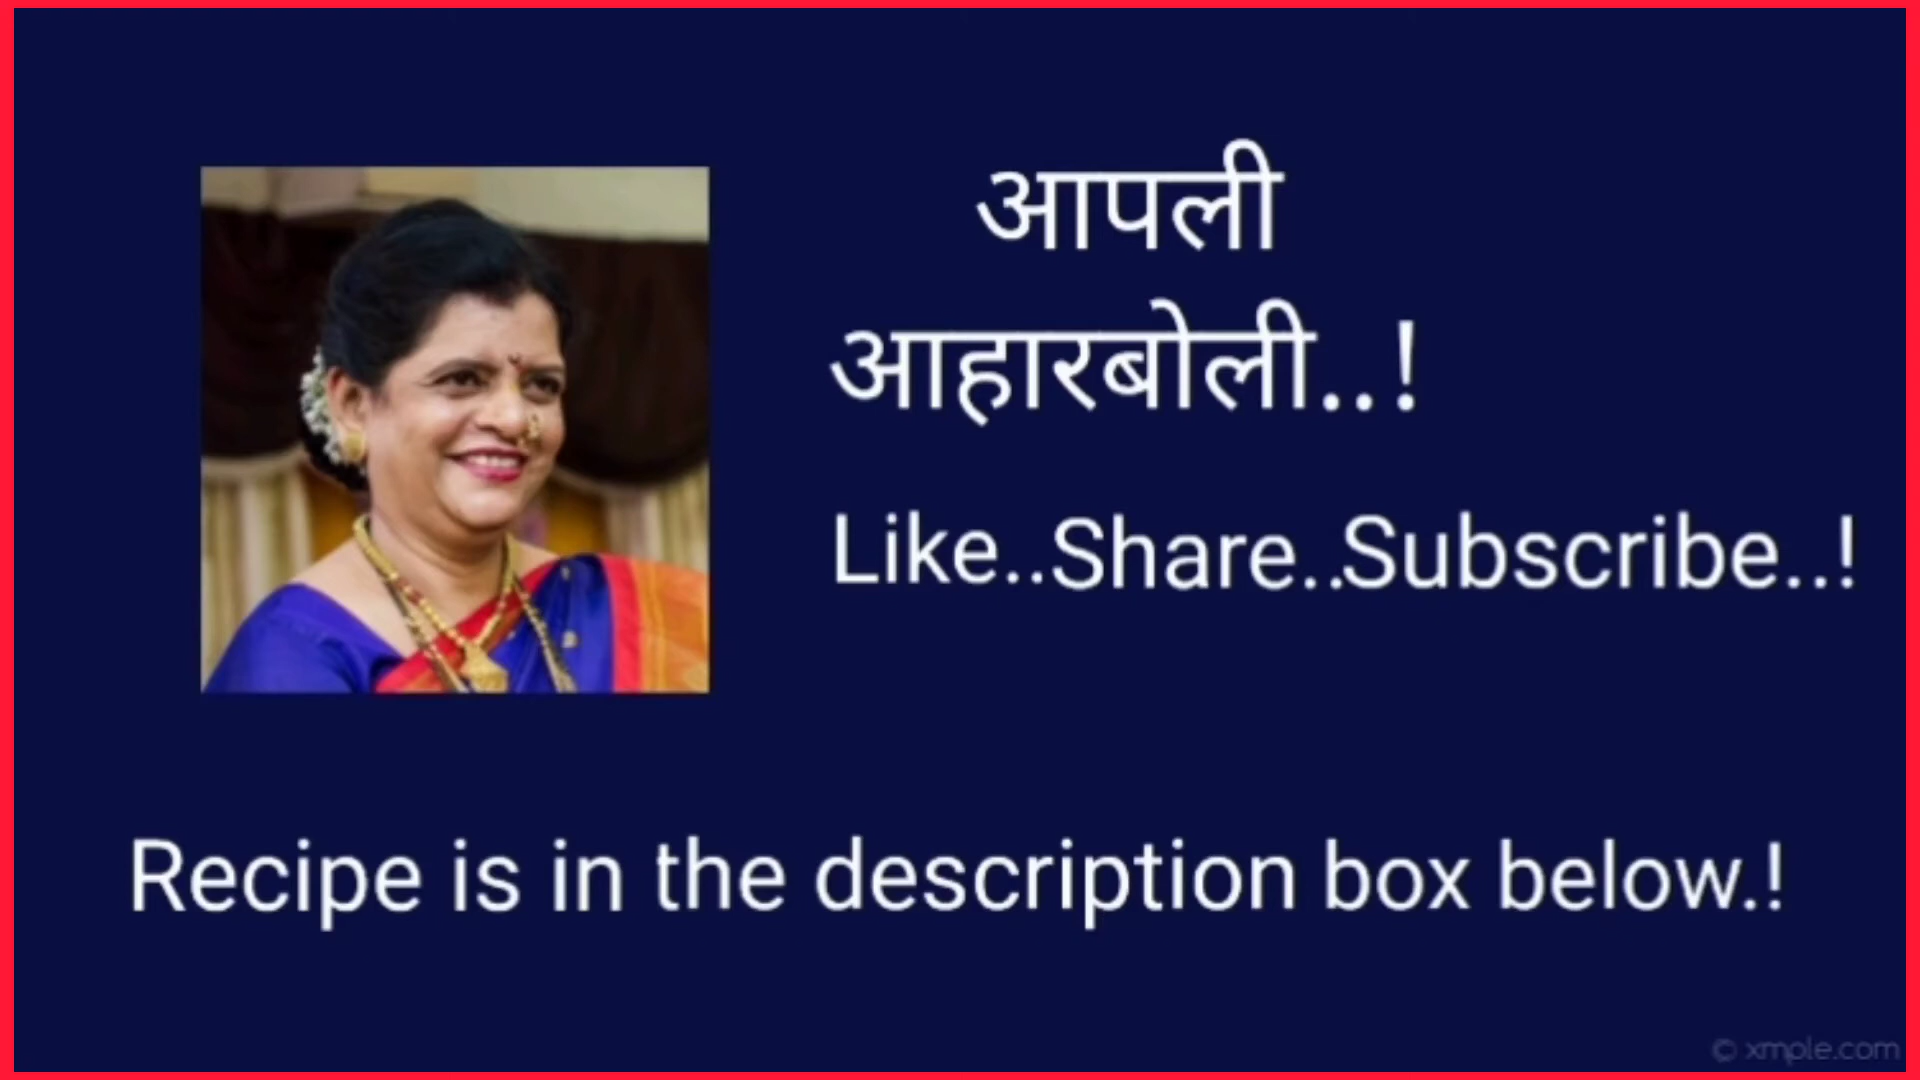 आपली
आहारबोली..!
Like..Share..Subscribe..!
Recipe is in the description box below.!
© xmple.com